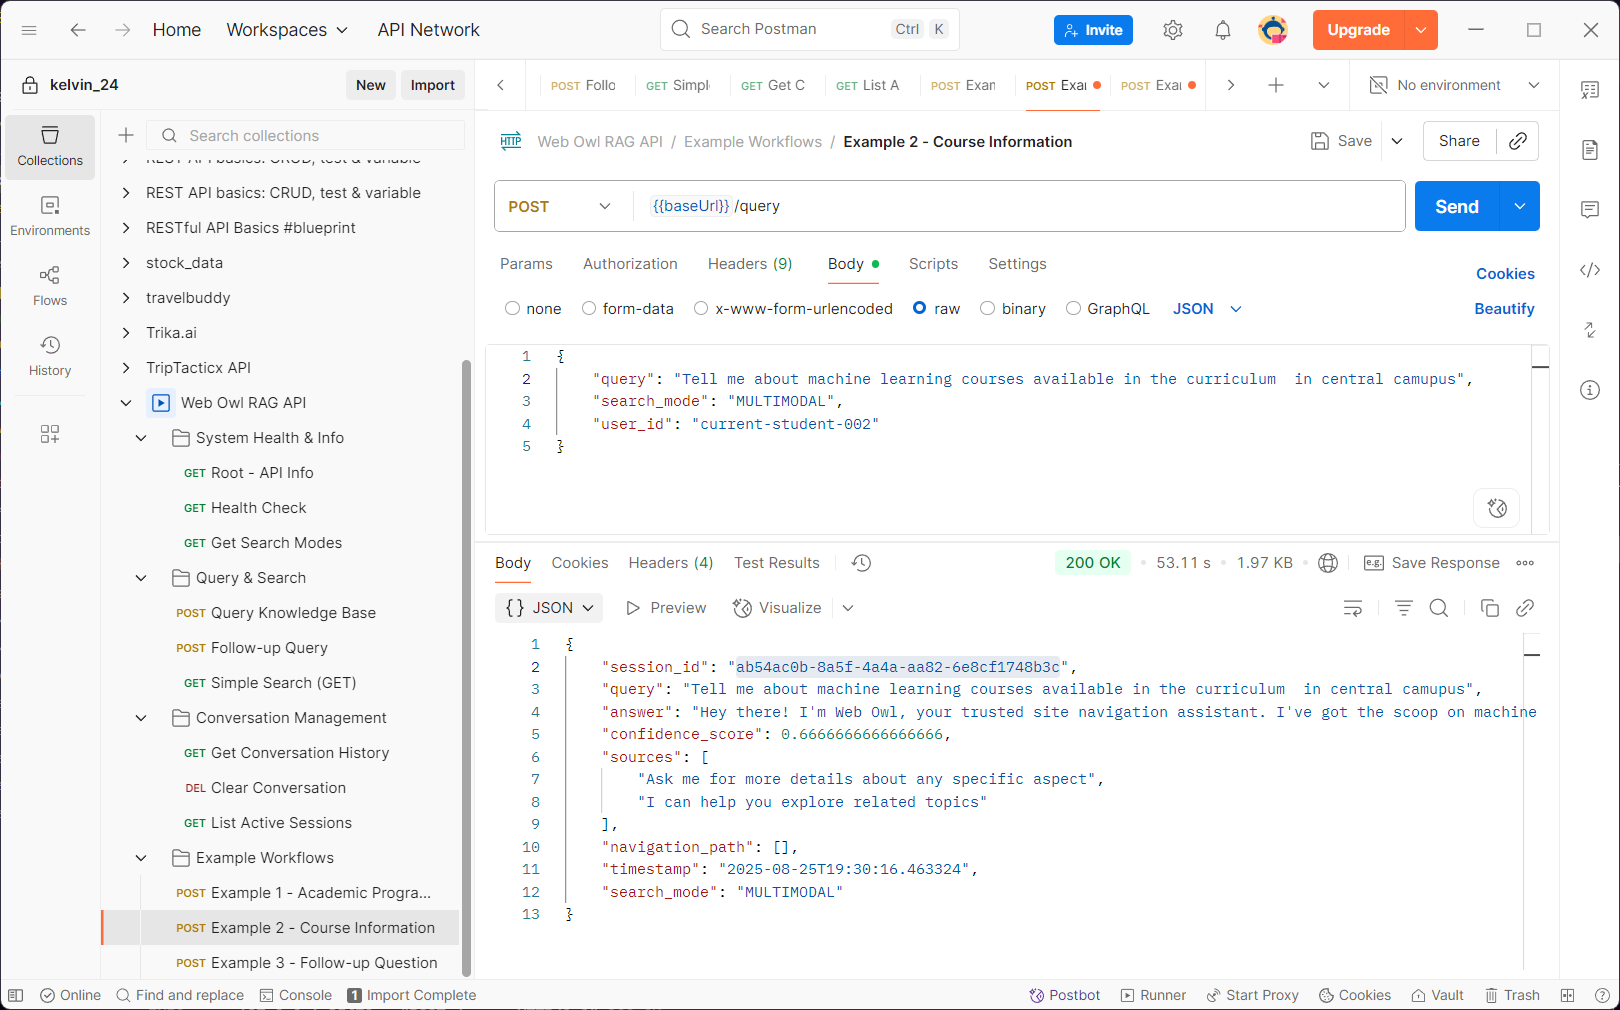 Home
Workspaces
API Network
Search Postman
Ctrl K
Invite
Upgrade
kelvin_24
New
Import
POST Follo
GET Simpl
GET Get C
GET List A
POST Exan
POST Exai
POST Exai
No environment
Collections
Environments
Flows
History
Search collections
REST API basics: CRUD, test & variable
REST API basics: CRUD, test & variable
RESTful API Basics #blueprint
stock_data
travelbuddy
Trika.ai
TripTacticx API
Web Owl RAG API
System Health & Info
GET Root - API Info
GET Health Check
GET Get Search Modes
Query & Search
POST Query Knowledge Base
POST Follow-up Query
GET Simple Search (GET)
Conversation Management
GET Get Conversation History
DEL Clear Conversation
GET List Active Sessions
Example Workflows
POST Example 1 - Academic Progra...
POST Example 2 - Course Information
POST Example 3 - Follow-up Question
HTTP Web Owl RAG API / Example Workflows / Example 2 - Course Information
Save
Share
POST
{{baseUrl}} /query
Send
Params Authorization Headers (9) Body Scripts Settings
Cookies
none form-data x-www-form-urlencoded raw binary GraphQL JSON
Beautify
1 {
2 "query": "Tell me about machine learning courses available in the curriculum  in central camupus",
3 "search_mode": "MULTIMODAL",
4 "user_id": "current-student-002"
5 }
Body Cookies Headers (4) Test Results
200 OK • 53.11 s • 1.97 KB •
e.g. Save Response
{} JSON Preview Visualize
1 {
2 "session_id": "ab54ac0b-8a5f-4a4a-aa82-6e8cf1748b3c",
3 "query": "Tell me about machine learning courses available in the curriculum  in central camupus",
4 "answer": "Hey there! I'm Web Owl, your trusted site navigation assistant. I've got the scoop on machine
5 "confidence_score": 0.6666666666666666,
6 "sources": [
7 "Ask me for more details about any specific aspect",
8 "I can help you explore related topics"
9 ],
10 "navigation_path": [],
11 "timestamp": "2025-08-25T19:30:16.463324",
12 "search_mode": "MULTIMODAL"
13 }
Online
Find and replace
Console
1 Import Complete
Postbot
Runner
Start Proxy
Cookies
Vault
Trash